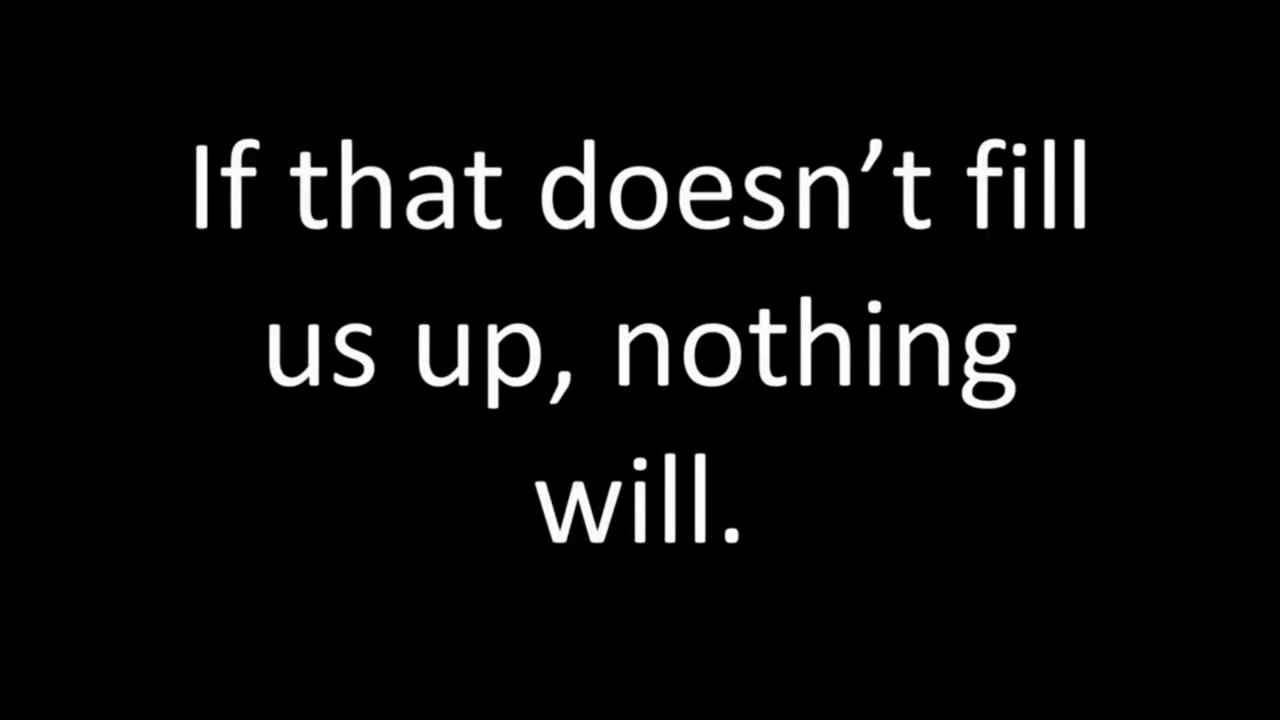 If that doesn’t fill
us up, nothing
will.